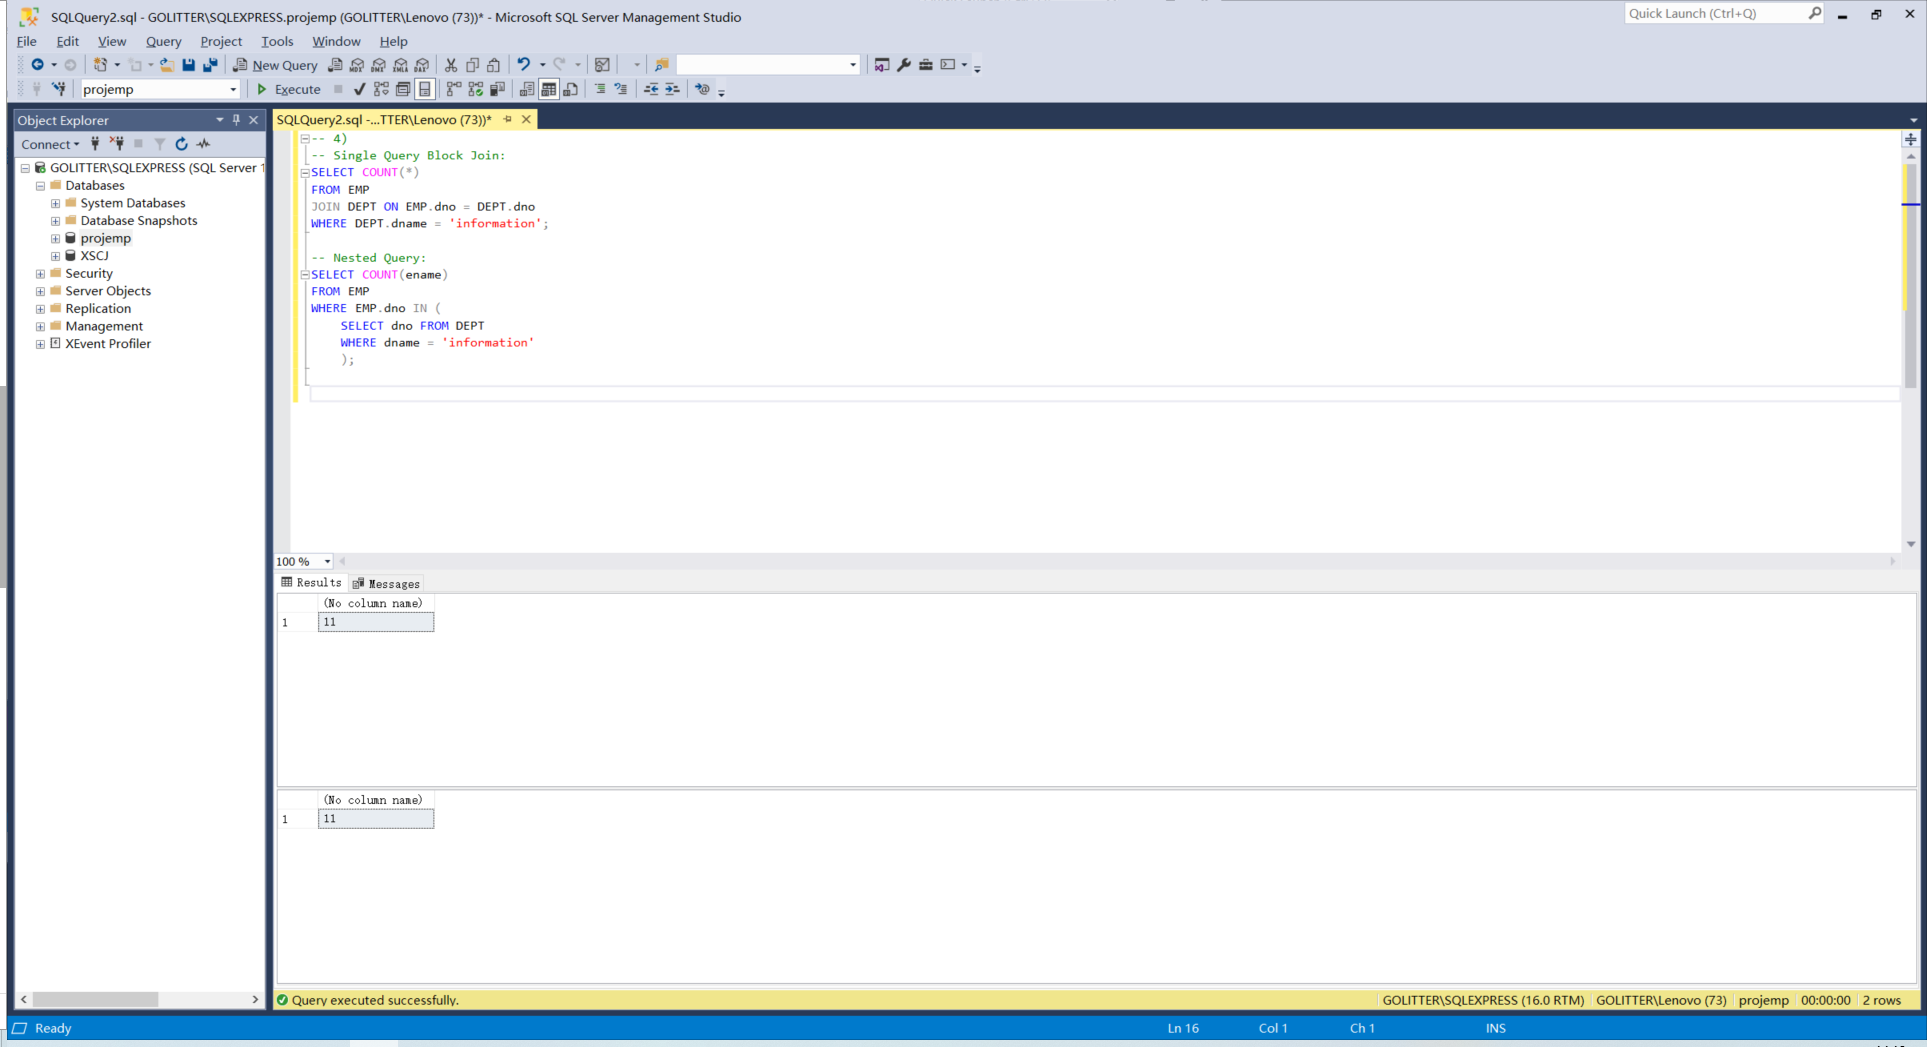 SQLQuery2.sql - GOLITTER\SQLEXPRESS.projemp (GOLITTER\Lenovo (73))* - Microsoft SQL Server Management Studio
Quick Launch (Ctrl+Q)
File Edit View Query Project Tools Window Help
New Query
projemp
Execute
Object Explorer
SQLQuery2.sql -...TTER\Lenovo (73))*
Connect
GOLITTER\SQLEXPRESS (SQL Server 1
Databases
System Databases
Database Snapshots
projemp
XSCJ
Security
Server Objects
Replication
Management
XEvent Profiler
-- 4)
-- Single Query Block Join:
SELECT COUNT(*)
FROM EMP
JOIN DEPT ON EMP.dno = DEPT.dno
WHERE DEPT.dname = 'information';
-- Nested Query:
SELECT COUNT(ename)
FROM EMP
WHERE EMP.dno IN (
SELECT dno FROM DEPT
WHERE dname = 'information'
);
100 %
Results Messages
(No column name)
1 11
(No column name)
1 11
Query executed successfully.
GOLITTER\SQLEXPRESS (16.0 RTM) GOLITTER\Lenovo (73) projemp 00:00:00 2 rows
Ready
Ln 16 Col 1 Ch 1 INS